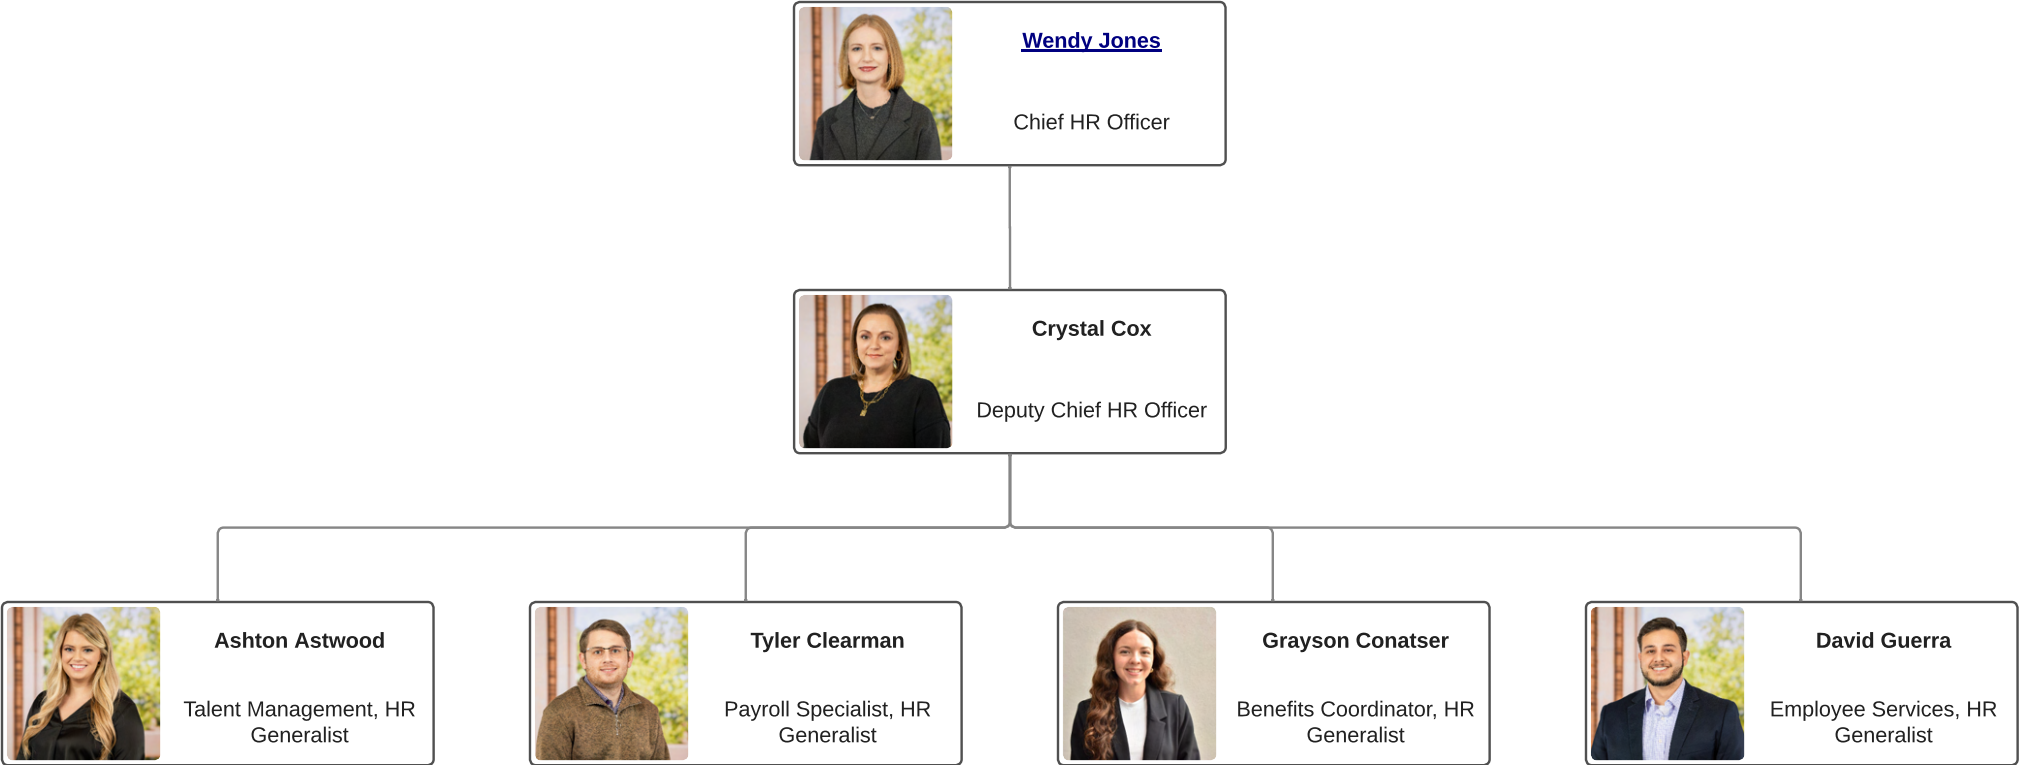 Wendy Jones
Chief HR Officer
Crystal Cox
Deputy Chief HR Officer
Ashton Astwood
Talent Management, HR
Generalist
Tyler Clearman
Payroll Specialist, HR
Generalist
Grayson Conatser
Benefits Coordinator, HR
Generalist
David Guerra
Employee Services, HR
Generalist